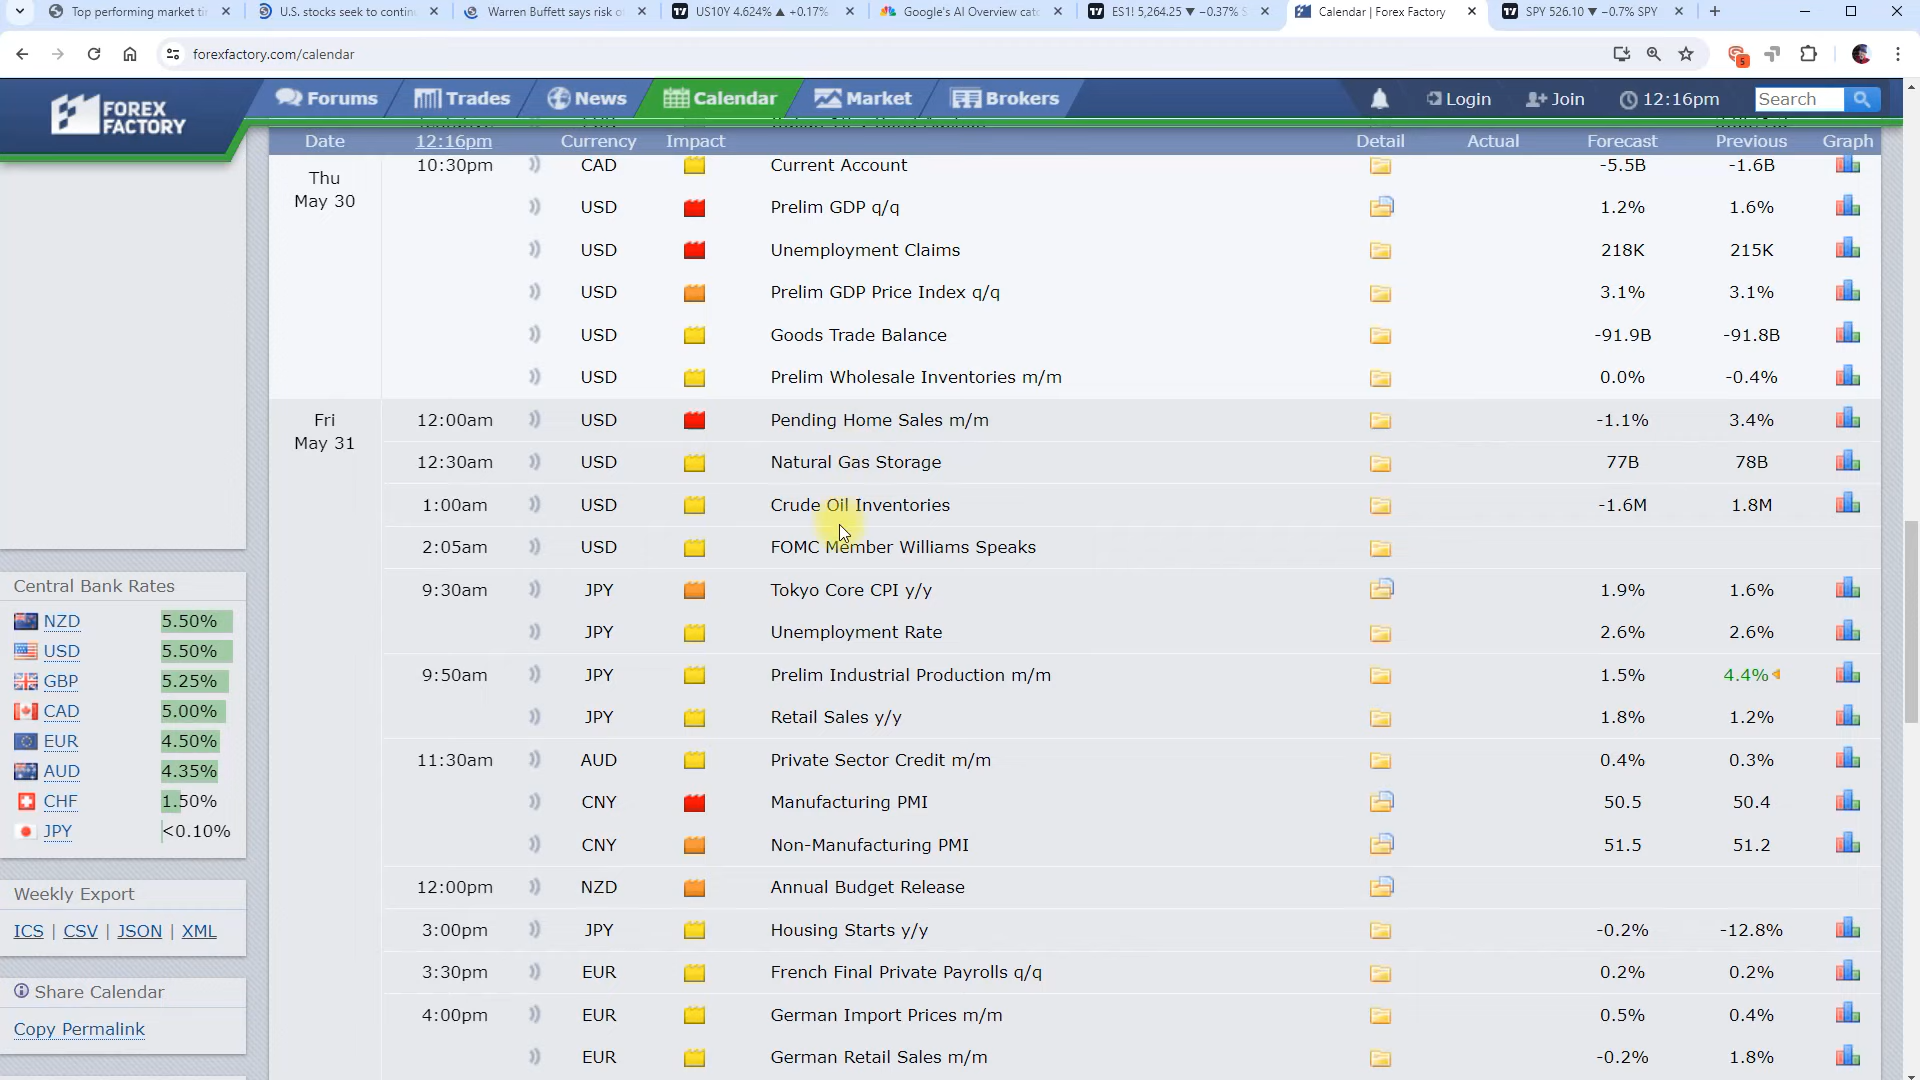 Top performing market ti
U.S. stocks seek to contin
Warren Buffett says risk o
US10Y 4.624% ▲ +0.17%
Google's AI Overview cat
ES1! 5,264.25 ▼ −0.37% S
Calendar | Forex Factory
SPY 526.10 ▼ −0.7% SPY
forexfactory.com/calendar
5
FOREX
FACTORY
Forums
Trades
News
Calendar
Market
Brokers
Login
Join
12:16pm
Search
Date 12:16pm Currency Impact Detail Actual Forecast Previous Graph
Thu
May 30
10:30pm CAD Current Account -5.5B -1.6B
USD Prelim GDP q/q 1.2% 1.6%
USD Unemployment Claims 218K 215K
USD Prelim GDP Price Index q/q 3.1% 3.1%
USD Goods Trade Balance -91.9B -91.8B
USD Prelim Wholesale Inventories m/m 0.0% -0.4%
Fri
May 31
12:00am USD Pending Home Sales m/m -1.1% 3.4%
12:30am USD Natural Gas Storage 77B 78B
1:00am USD Crude Oil Inventories -1.6M 1.8M
2:05am USD FOMC Member Williams Speaks
9:30am JPY Tokyo Core CPI y/y 1.9% 1.6%
JPY Unemployment Rate 2.6% 2.6%
9:50am JPY Prelim Industrial Production m/m 1.5% 4.4%
JPY Retail Sales y/y 1.8% 1.2%
11:30am AUD Private Sector Credit m/m 0.4% 0.3%
CNY Manufacturing PMI 50.5 50.4
CNY Non-Manufacturing PMI 51.5 51.2
12:00pm NZD Annual Budget Release
3:00pm JPY Housing Starts y/y -0.2% -12.8%
3:30pm EUR French Final Private Payrolls q/q 0.2% 0.2%
4:00pm EUR German Import Prices m/m 0.5% 0.4%
EUR German Retail Sales m/m -0.2% 1.8%
Central Bank Rates
NZD 5.50%
USD 5.50%
GBP 5.25%
CAD 5.00%
EUR 4.50%
AUD 4.35%
CHF 1.50%
JPY <0.10%
Weekly Export
ICS | CSV | JSON | XML
Share Calendar
Copy Permalink